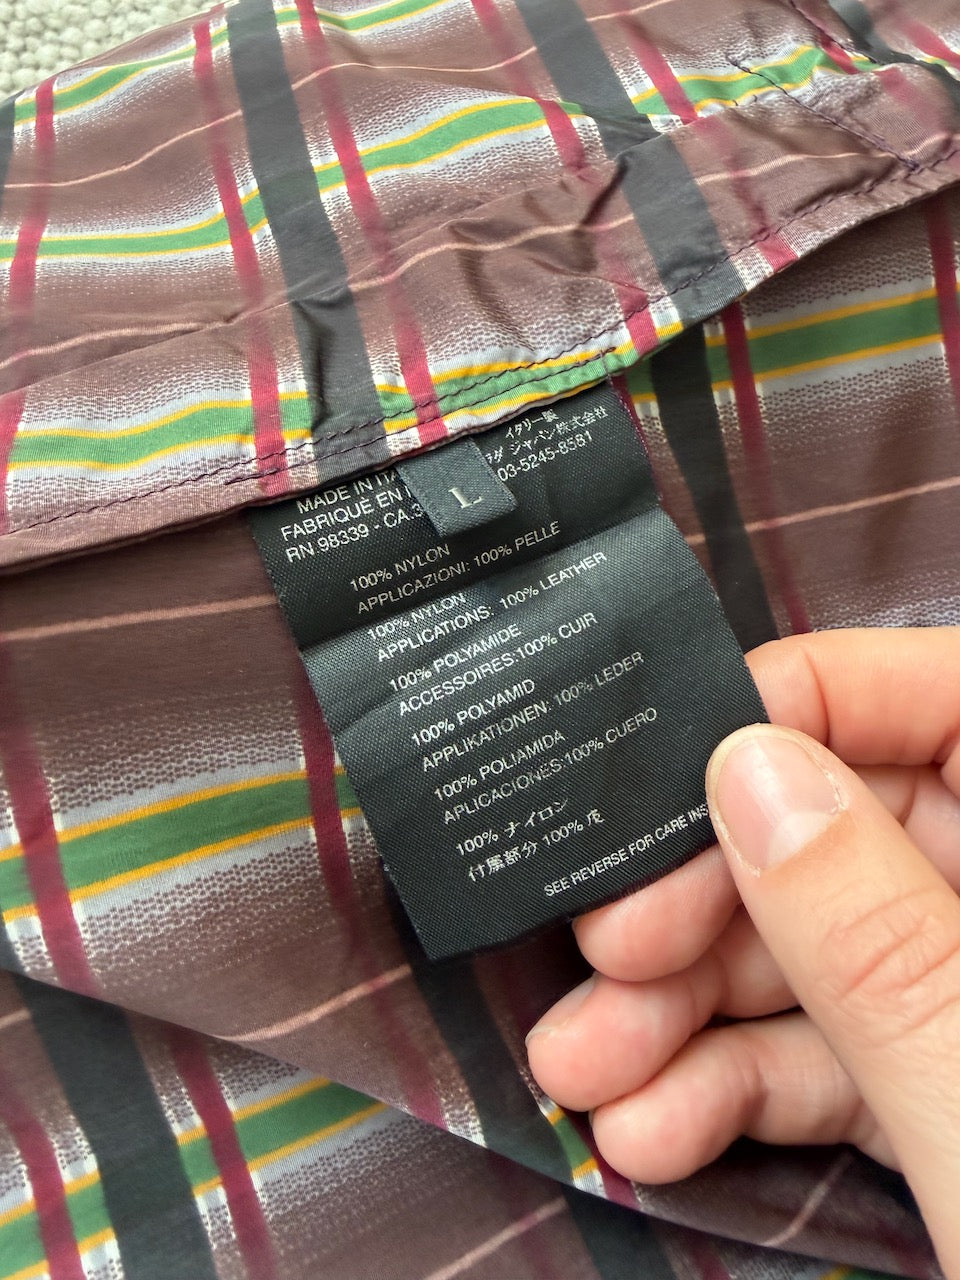 イタリー製
ダ ジャパン株式会社
03-5245-8581
MADE IN ITA
FABRIQUÉ EN
RN 98339 - CA.3
L
100% NYLON
APPLICAZIONI: 100% PELLE
100% NYLON
APPLICATIONS: 100% LEATHER
100% POLYAMIDE
ACCESSOIRES:100% CUIR
100% POLYAMID
APPLIKATIONEN: 100% LEDER
100% POLIAMIDA
APLICACIONES:100% CUERO
100% ナイロン
付属部分 100% 皮
SEE REVERSE FOR CARE INS